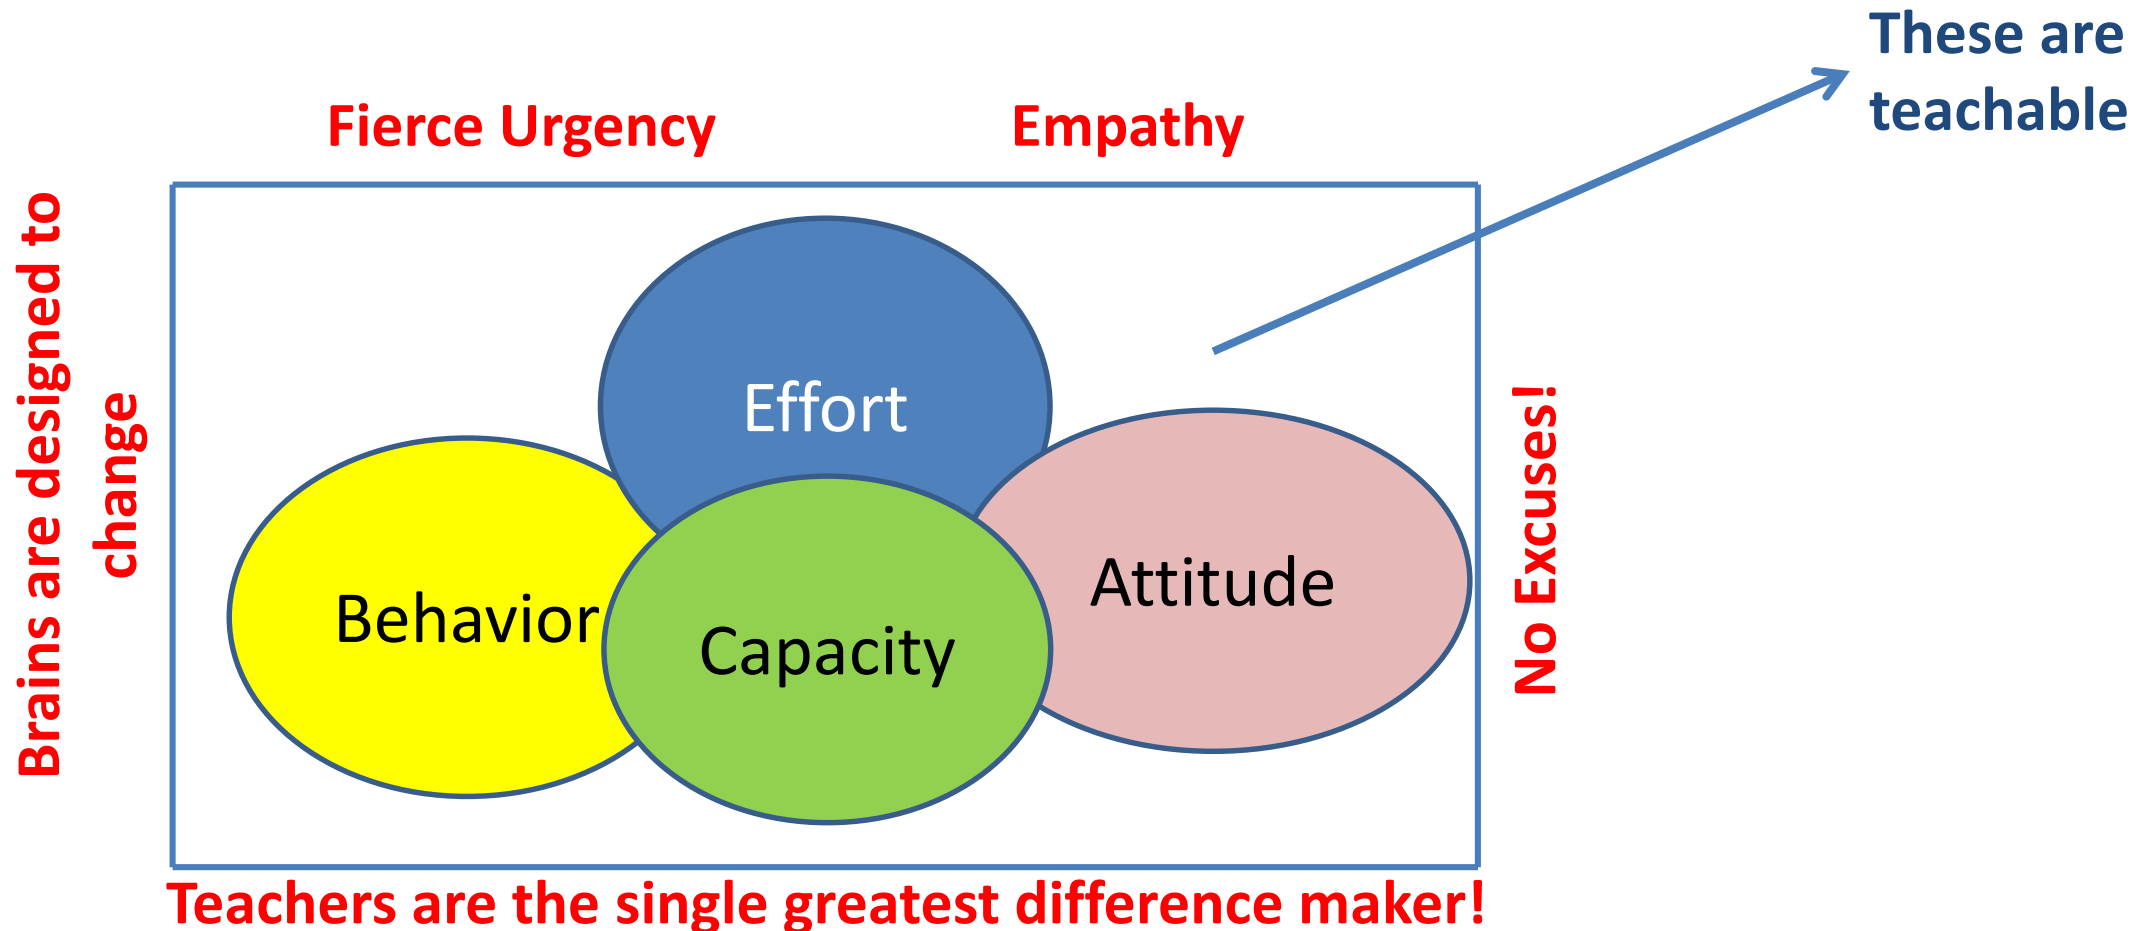 These are
teachable
Fierce Urgency
Empathy
Brains are designed to
change
Effort
Behavior
Capacity
Attitude
No Excuses!
Teachers are the single greatest difference maker!